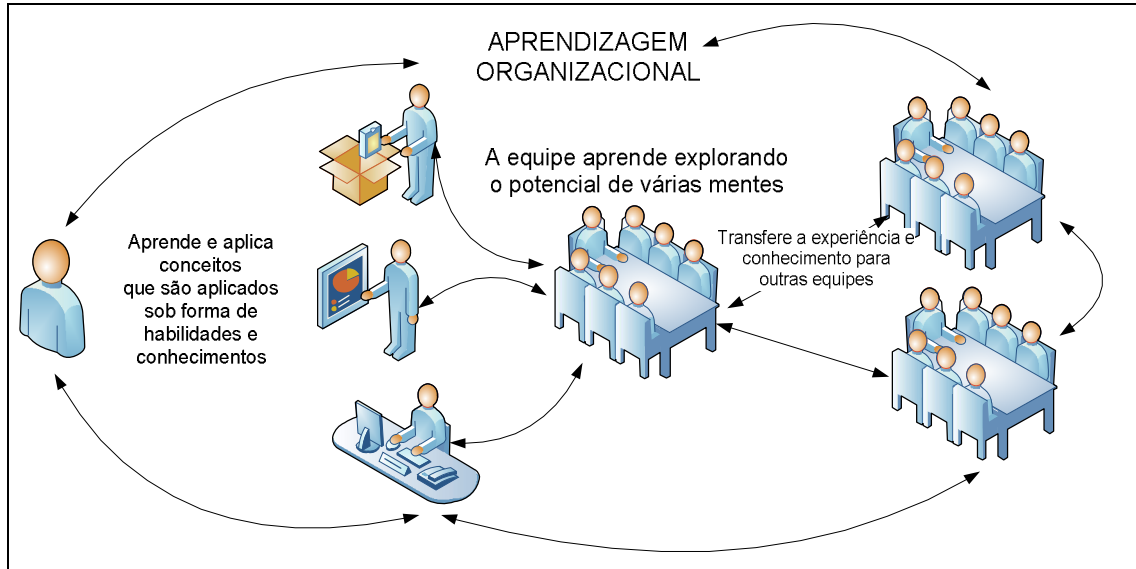 APRENDIZAGEM
ORGANIZACIONAL
A equipe aprende explorando
o potencial de várias mentes
Aprende e aplica
conceitos
que são aplicados
sob forma de
habilidades e
conhecimentos
Transfere a experiência e
conhecimento para
outras equipes